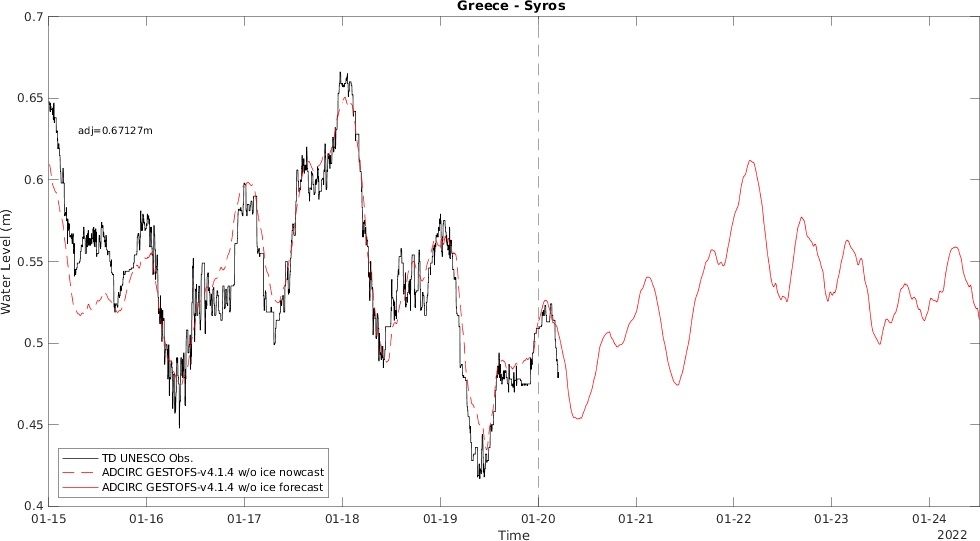 Greece - Syros
0.7
0.65
0.6
0.55
0.5
0.45
0.4
Water Level (m)
adj=0.67127m
TD UNESCO Obs.
ADCIRC GESTOFS-v4.1.4 w/o ice nowcast
ADCIRC GESTOFS-v4.1.4 w/o ice forecast
01-15 01-16 01-17 01-18 01-19 01-20 01-21 01-22 01-23 01-24
Time
2022